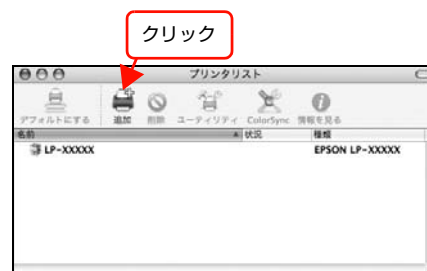 クリック
プリンタリスト
デフォルトにする 追加 削除 ユーティリティ ColorSync 情報を見る
名前 状況 種類
LP-XXXXX EPSON LP-XXXXX